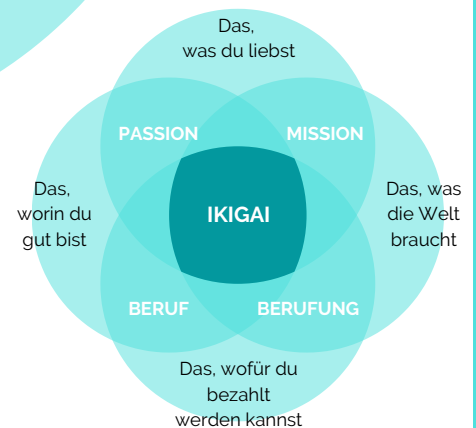 Das,
was du liebst
PASSION
MISSION
Das,
worin du
gut bist
IKIGAI
Das, was
die Welt
braucht
BERUF
BERUFUNG
Das, wofür du
bezahlt
werden kannst